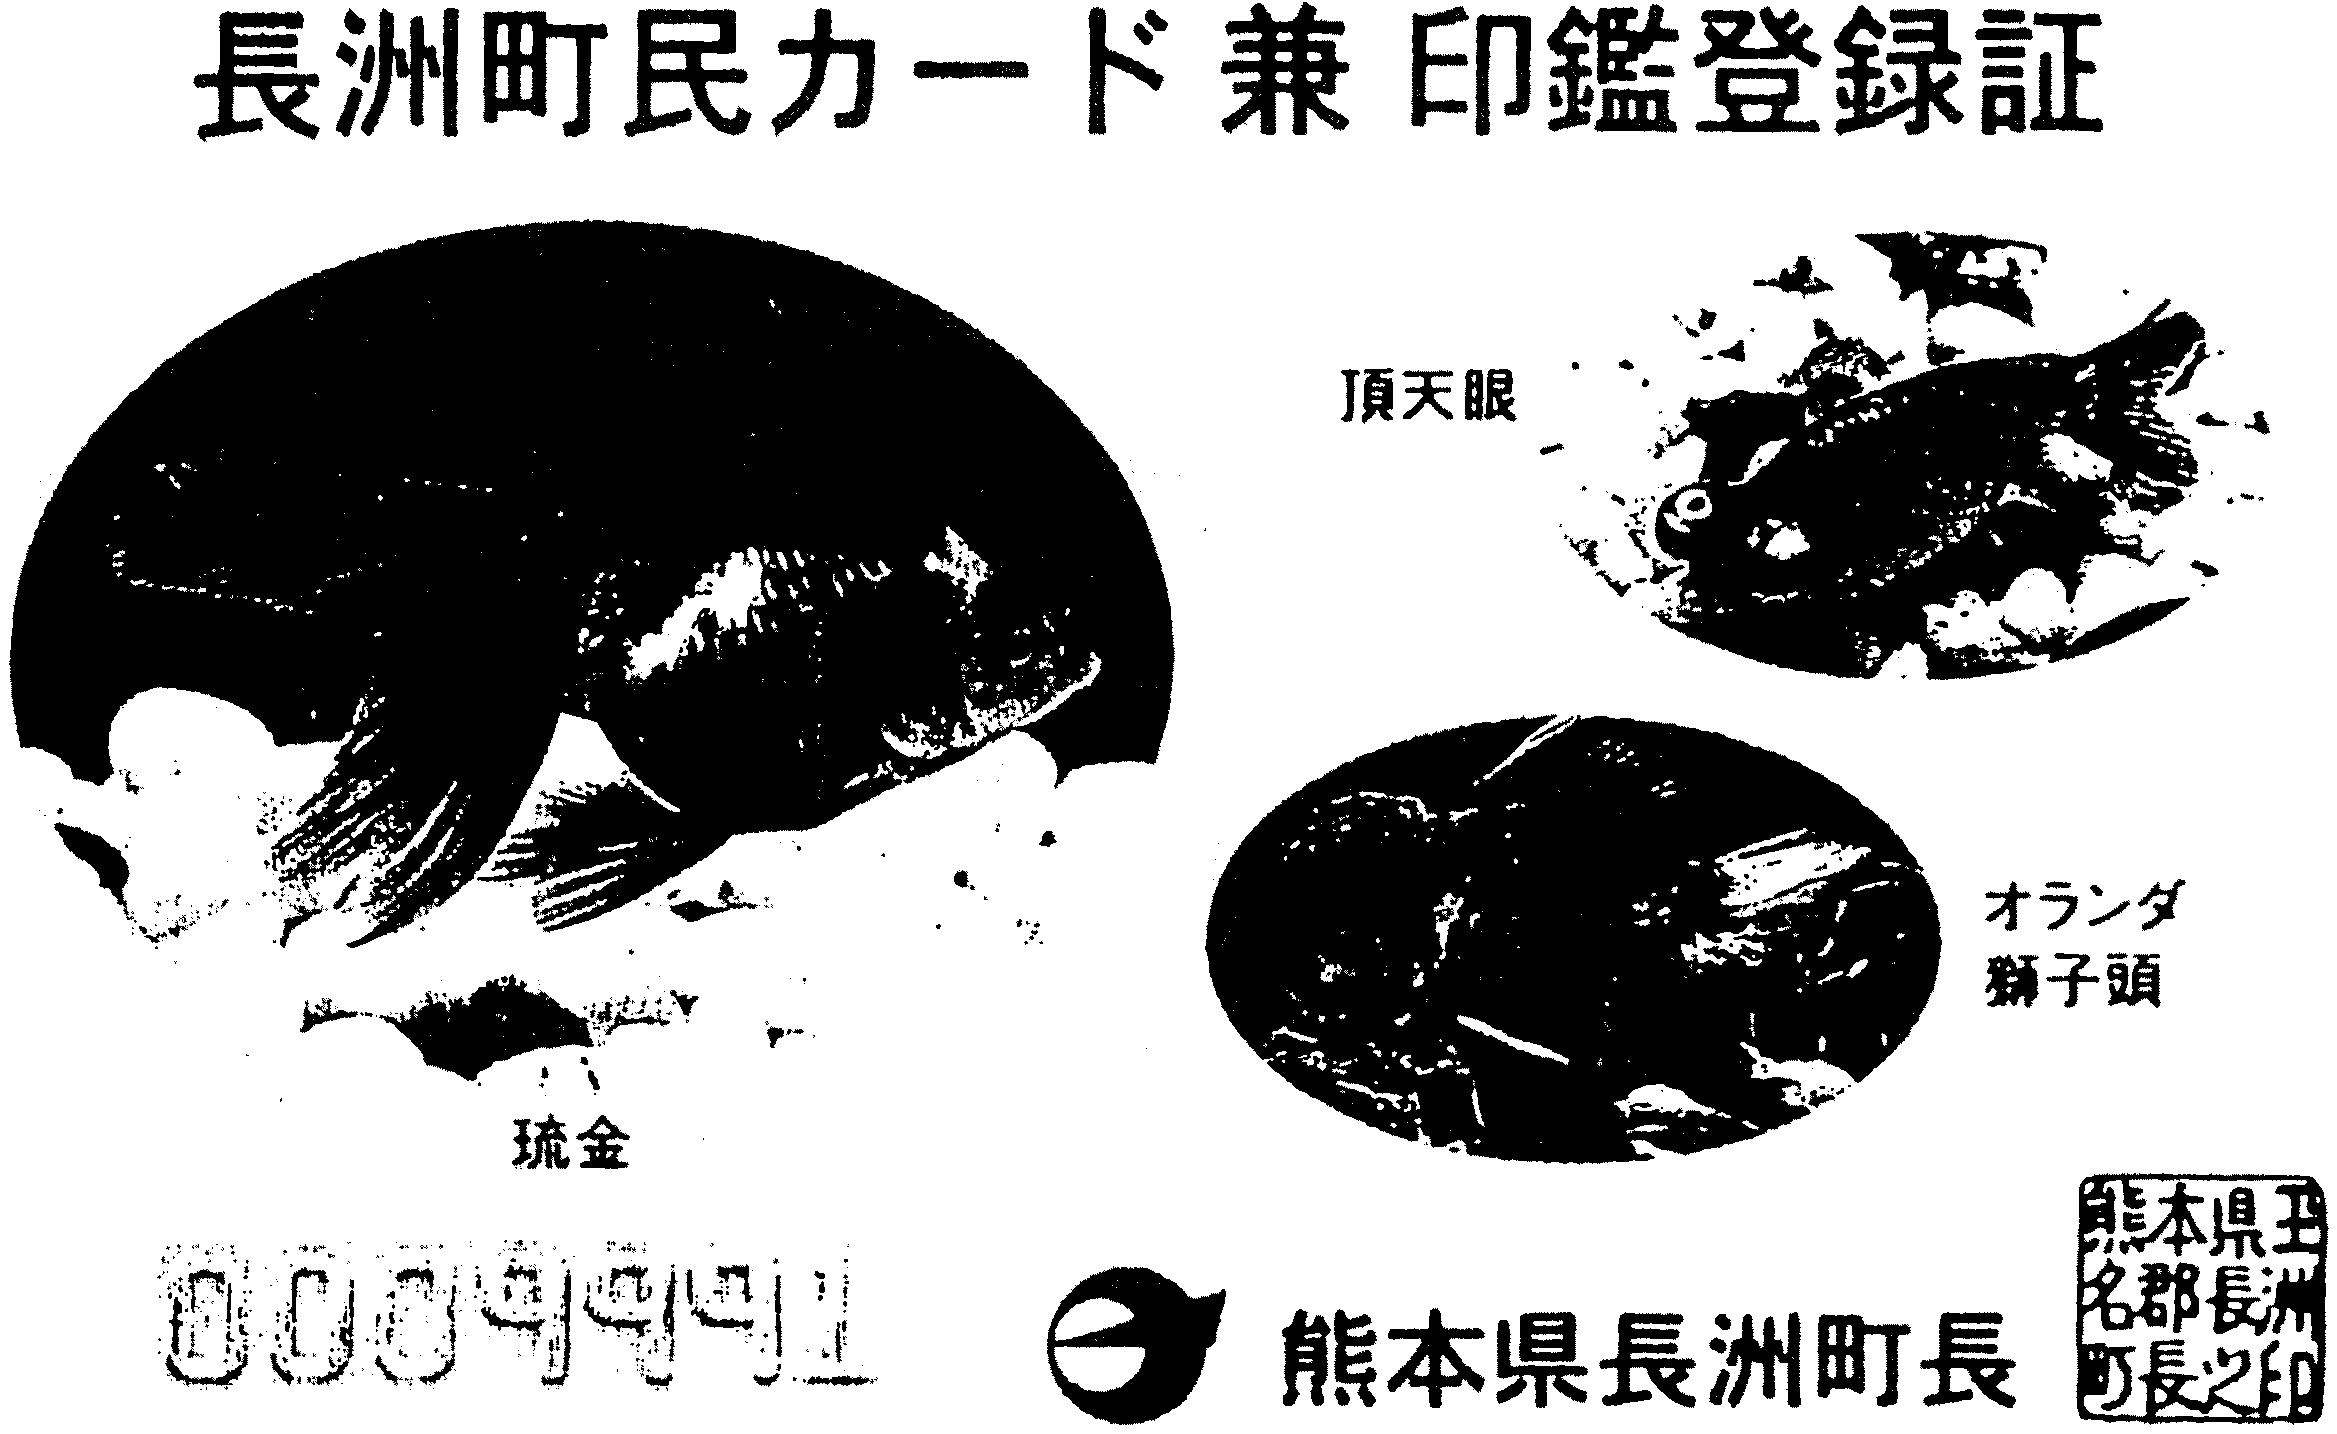 長洲町民カード 兼 印鑑登録証
頂天眼
オランダ
獅子頭
琉金
0009991
熊本県長洲町長
熊本県玉
名郡長洲
町長之印